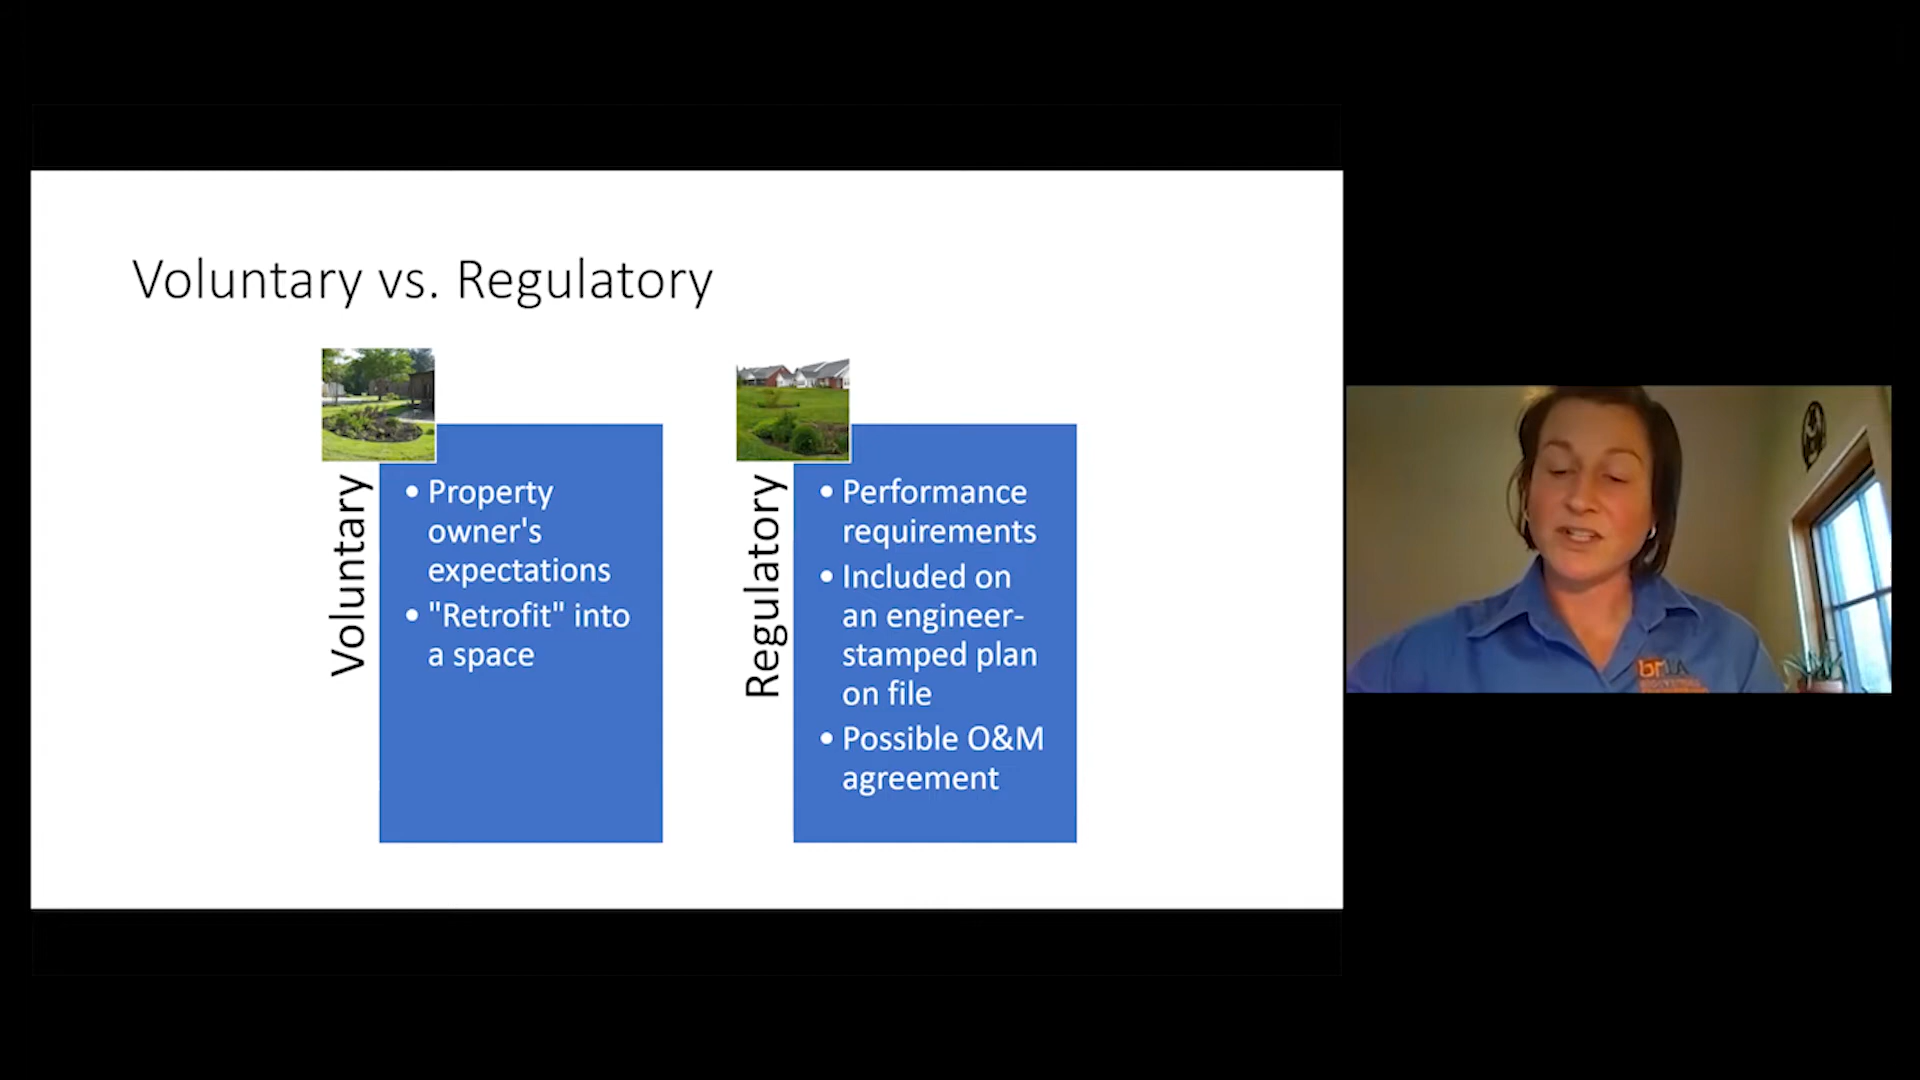 Voluntary vs. Regulatory
Voluntary
• Property
owner's
expectations
• "Retrofit" into
a space
Regulatory
• Performance
requirements
• Included on
an engineer-
stamped plan
on file
• Possible O&M
agreement